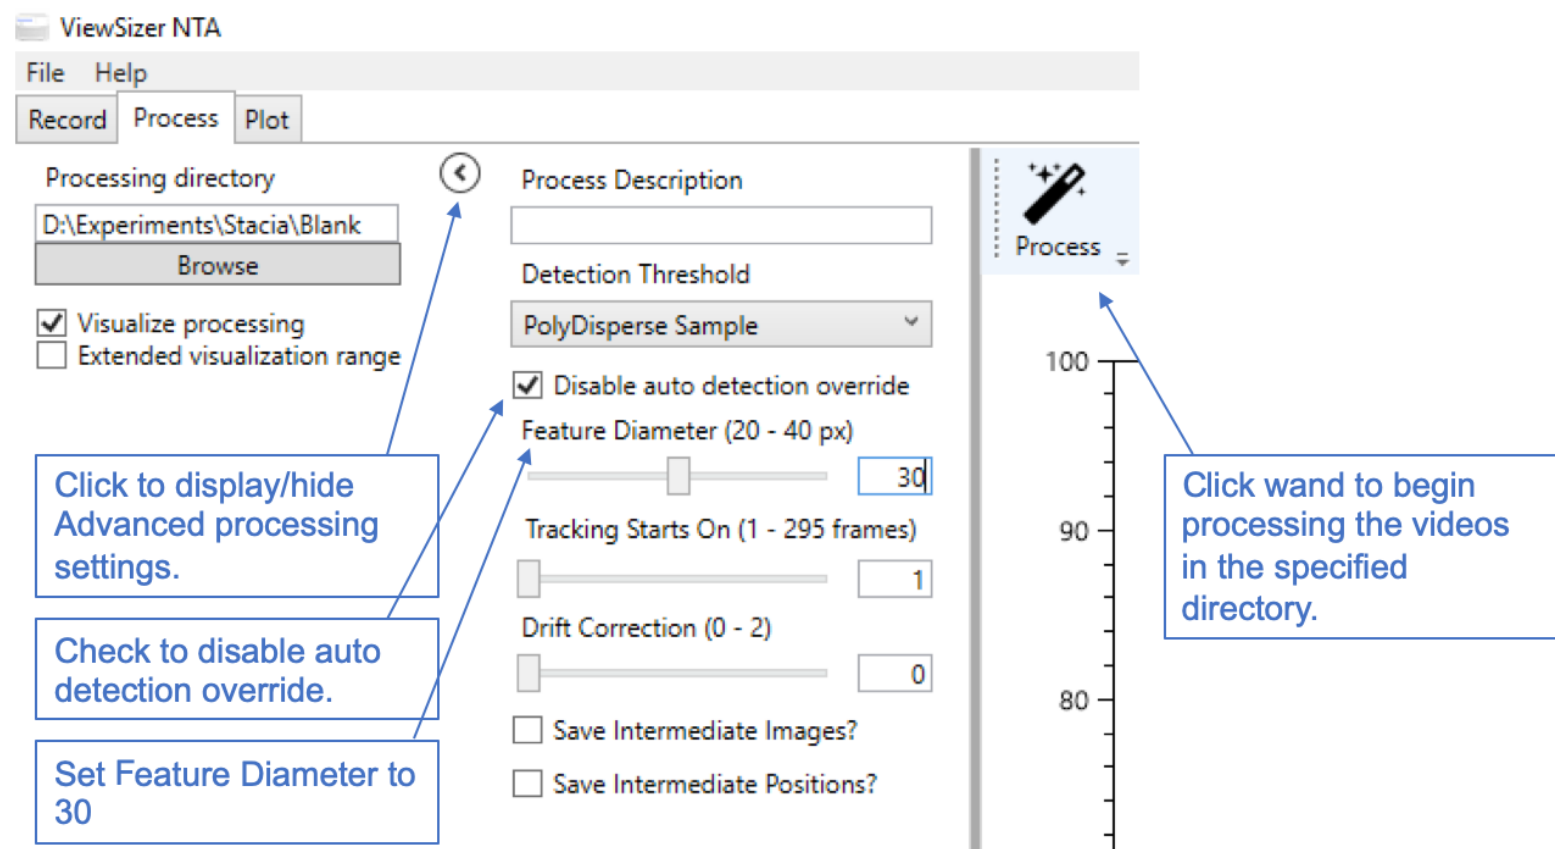 ViewSizer NTA
File Help
Record Process Plot
Processing directory
D:\Experiments\Stacia\Blank
Browse
Visualize processing
Extended visualization range
Click to display/hide
Advanced processing
settings.
Check to disable auto
detection override.
Set Feature Diameter to
30
Process Description
Detection Threshold
PolyDisperse Sample
Disable auto detection override
Feature Diameter (20 - 40 px)
30
Tracking Starts On (1 - 295 frames)
1
Drift Correction (0 - 2)
0
Save Intermediate Images?
Save Intermediate Positions?
Process
100
90
80
Click wand to begin
processing the videos
in the specified
directory.